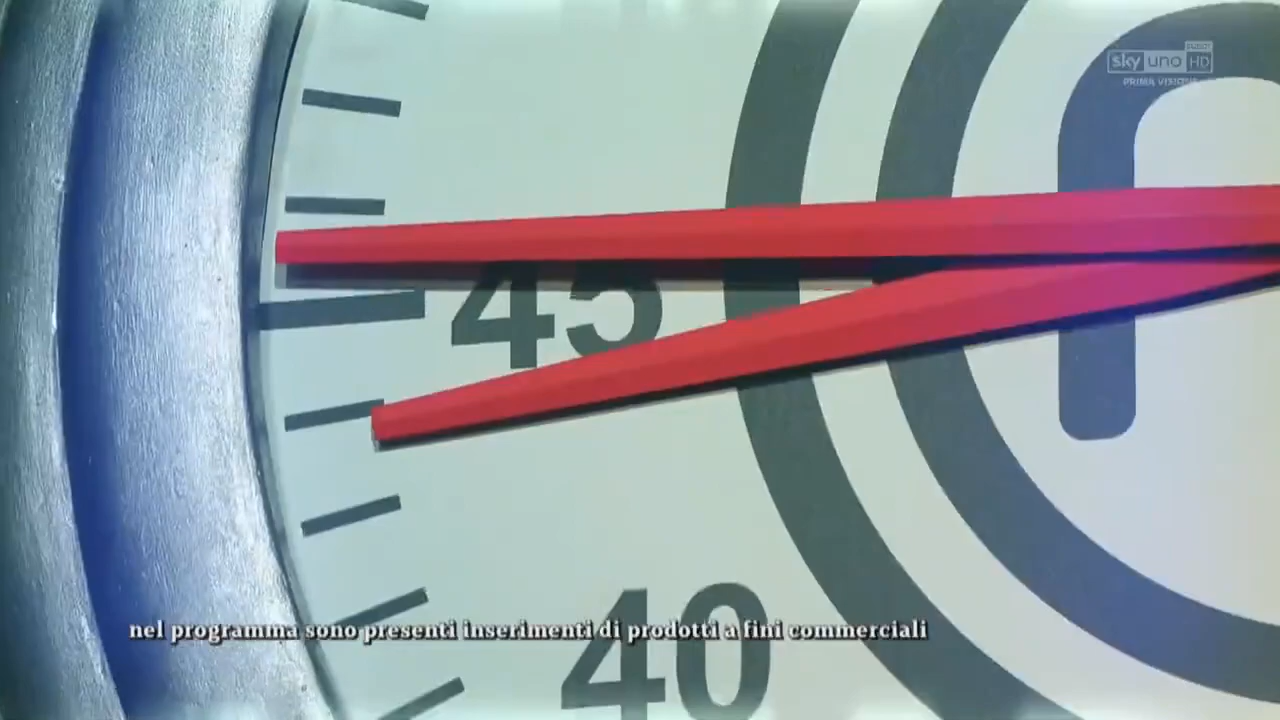 sky uno HD
PRIMA VISIONE
45
nel programma sono presenti inserimenti di prodotti a fini commerciali
40